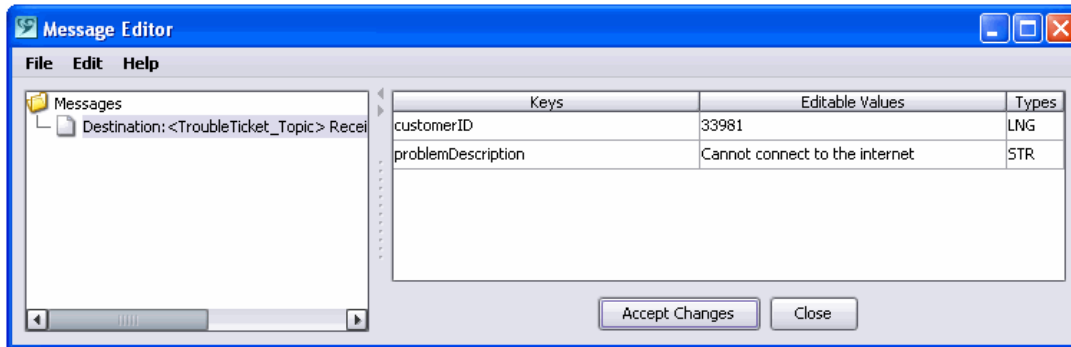 Message Editor
File Edit Help
Messages
Destination:<TroubleTicket_Topic> Recei
Keys Editable Values Types
customerID 33981 LNG
problemDescription Cannot connect to the internet STR
Accept Changes Close